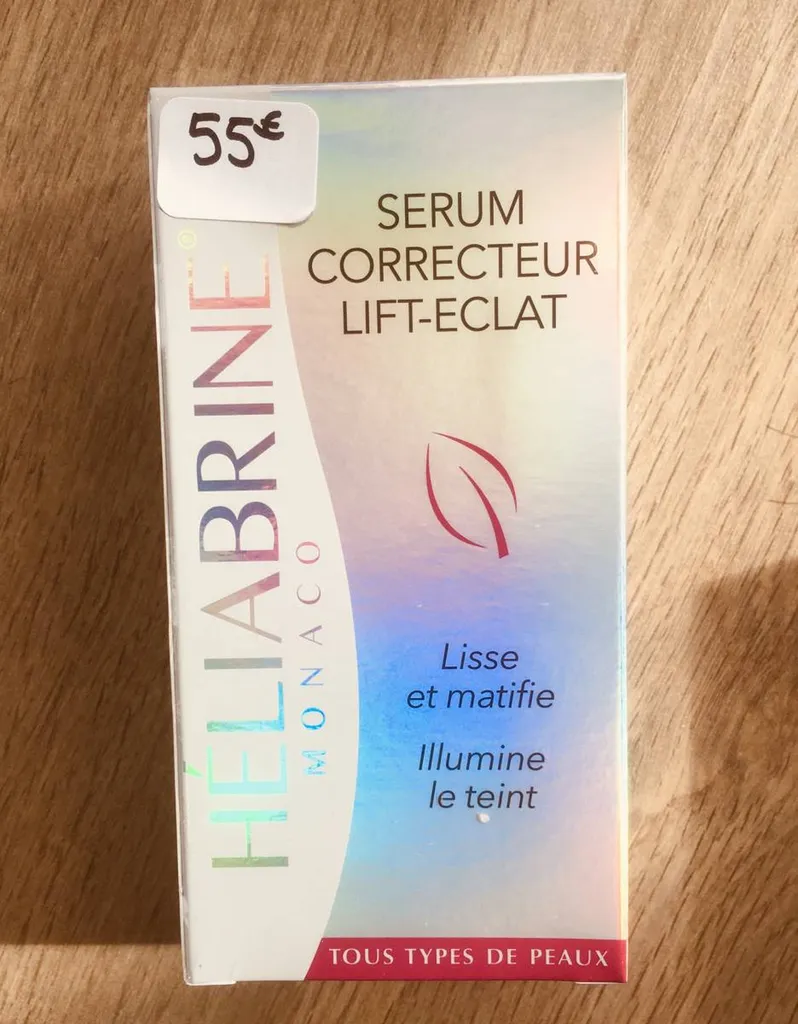 55€
SERUM
CORRECTEUR
LIFT-ECLAT
HÉLIABRINE®
MONACO
Lisse
et matifie
Illumine
le teint
TOUS TYPES DE PEAUX